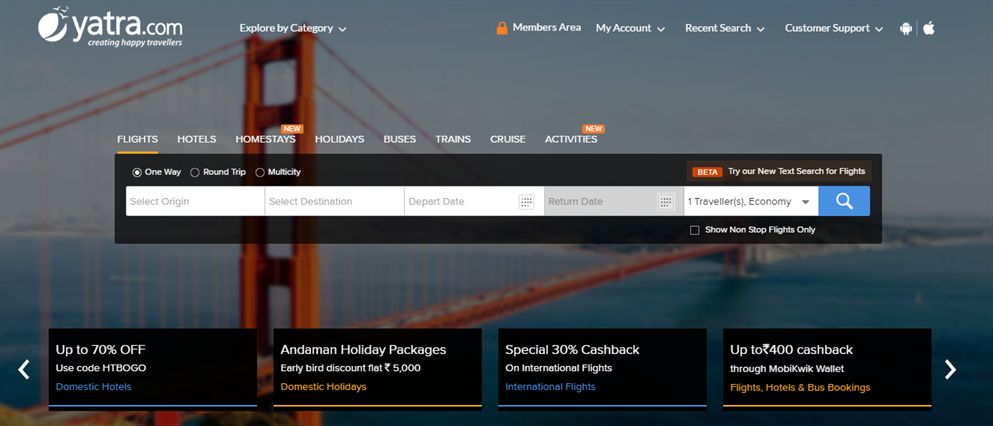 yatra.com
creating happy travellers
Explore by Category
Members Area
My Account
Recent Search
Customer Support
NEW
NEW
FLIGHTS HOTELS HOMESTAYS HOLIDAYS BUSES TRAINS CRUISE ACTIVITIES
One Way Round Trip Multicity
BETA Try our New Text Search for Flights
Select Origin
Select Destination
Depart Date
Return Date
1 Traveller(s), Economy
Show Non Stop Flights Only
Up to 70% OFF
Use code HTBOGO
Domestic Hotels
Andaman Holiday Packages
Early bird discount flat ₹ 5,000
Domestic Holidays
Special 30% Cashback
On International Flights
International Flights
Up to₹400 cashback
through MobiKwik Wallet
Flights, Hotels & Bus Bookings